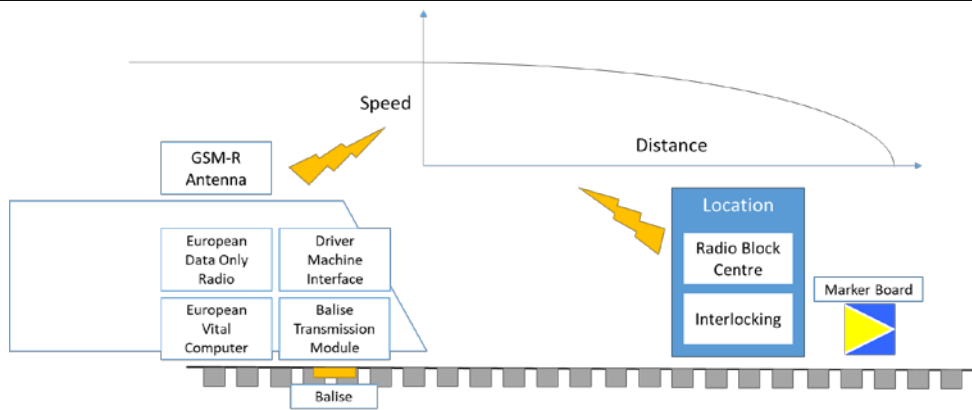 Speed
Distance
GSM-R
Antenna
European
Data Only
Radio
Driver
Machine
Interface
European
Vital
Computer
Balise
Transmission
Module
Balise
Location
Radio Block
Centre
Interlocking
Marker Board